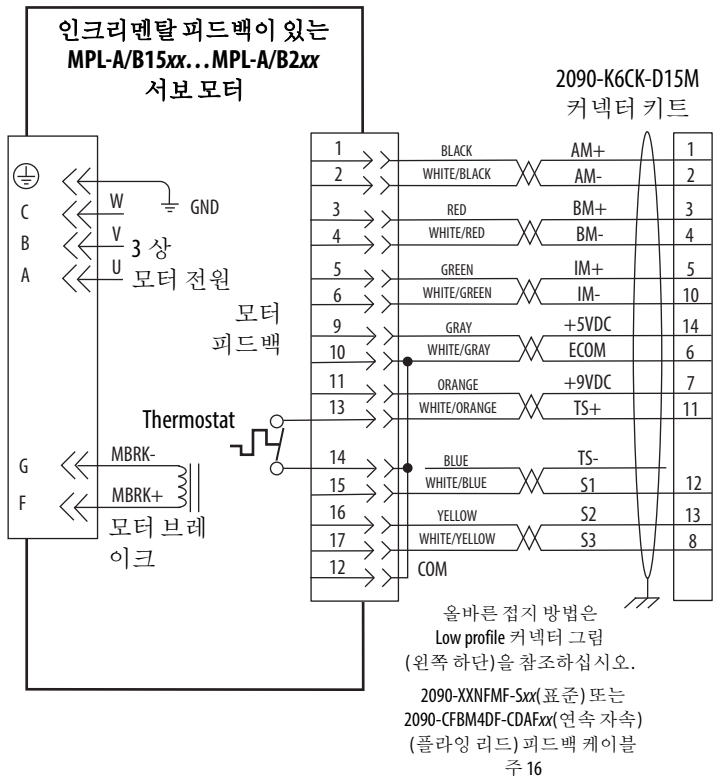 인크리멘탈 피드백이 있는
MPL-A/B15xx...MPL-A/B2xx
서보 모터
2090-K6CK-D15M
커넥터 키트
C
B
A
W
V
U
GND
3 상
모터 전원
모터
피드백
Thermostat
G
F
MBRK-
MBRK+
모터 브레
이크
1 BLACK AM+ 1
2 WHITE/BLACK AM- 2
3 RED BM+ 3
4 WHITE/RED BM- 4
5 GREEN IM+ 5
6 WHITE/GREEN IM- 10
9 GRAY +5VDC 14
10 WHITE/GRAY ECOM 6
11 ORANGE +9VDC 7
13 WHITE/ORANGE TS+ 11
14 BLUE TS-
15 WHITE/BLUE S1 12
16 YELLOW S2 13
17 WHITE/YELLOW S3 8
12 COM
올바른 접지 방법은
Low profile 커넥터 그림
(왼쪽 하단)을 참조하십시오.
2090-XXNFMF-Sxx(표준) 또는
2090-CFBM4DF-CDAFxx(연속 자속)
(플라잉 리드) 피드백 케이블
주 16